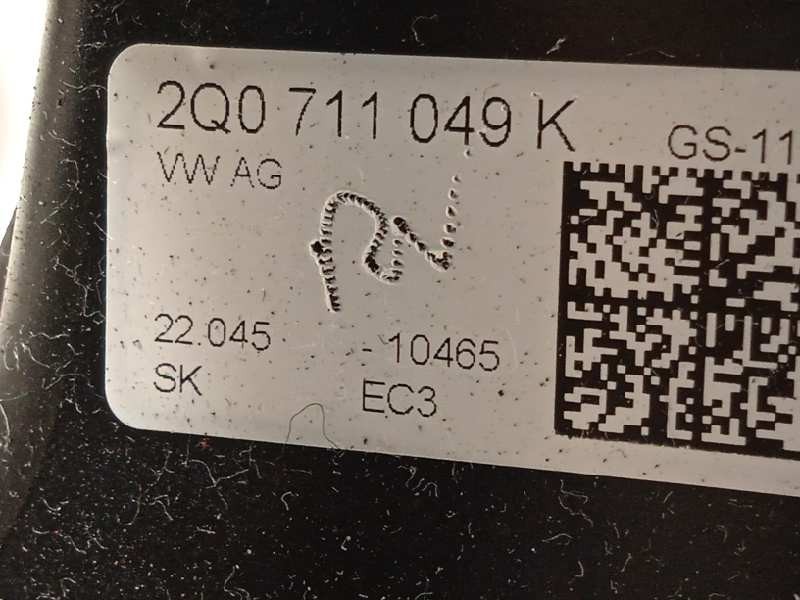 2Q0 711 049 K
GS-11
VW AG
22.045 - 10465
SK EC3